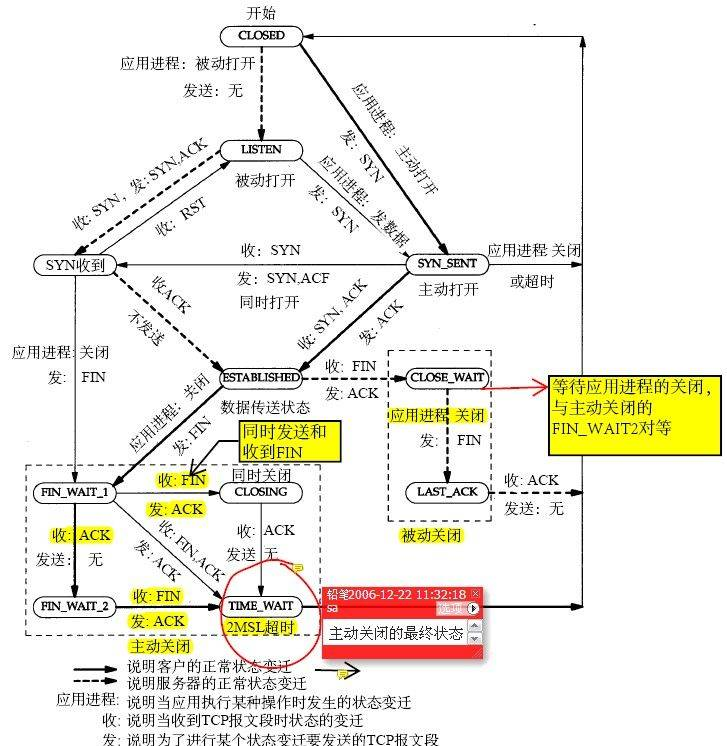 开始
CLOSED
应用进程：被动打开
发送：无
应用进程：主动打开
发：SYN
LISTEN
被动打开
收: SYN，发: SYN,ACK
收：RST
应用进程：发数据
发：SYN
SYN收到
收：SYN
发：SYN,ACF
同时打开
SYN_SENT
主动打开
应用进程:关闭
或超时
收ACK
不发送
收: SYN, ACK
发：ACK
应用进程: 关闭
发： FIN
ESTABLISHED
数据传送状态
收：FIN
发：ACK
CLOSE_WAIT
等待应用进程的关闭，
与主动关闭的
FIN_WAIT2对等
应用进程:关闭
发： FIN
应用进程：关闭
发: FIN
同时发送和
收到FIN
同时关闭
FIN_WAIT_1
收: FIN
发: ACK
CLOSING
LAST_ACK
收：ACK
发送：无
被动关闭
收: ACK
发送： 无
收: FIN,ACK
发：ACK
收: ACK
发送 无
FIN_WAIT_2
收: FIN
发: ACK
TIME_WAIT
2MSL超时
主动关闭
铅笔2006-12-22 11:32:18
sa
选项
主动关闭的最终状态
说明客户的正常状态变迁
说明服务器的正常状态变迁
应用进程: 说明当应用执行某种操作时发生的状态变迁
收: 说明当收到TCP报文段时状态的变迁
发: 说明为了进行某个状态变迁要发送的TCP报文段